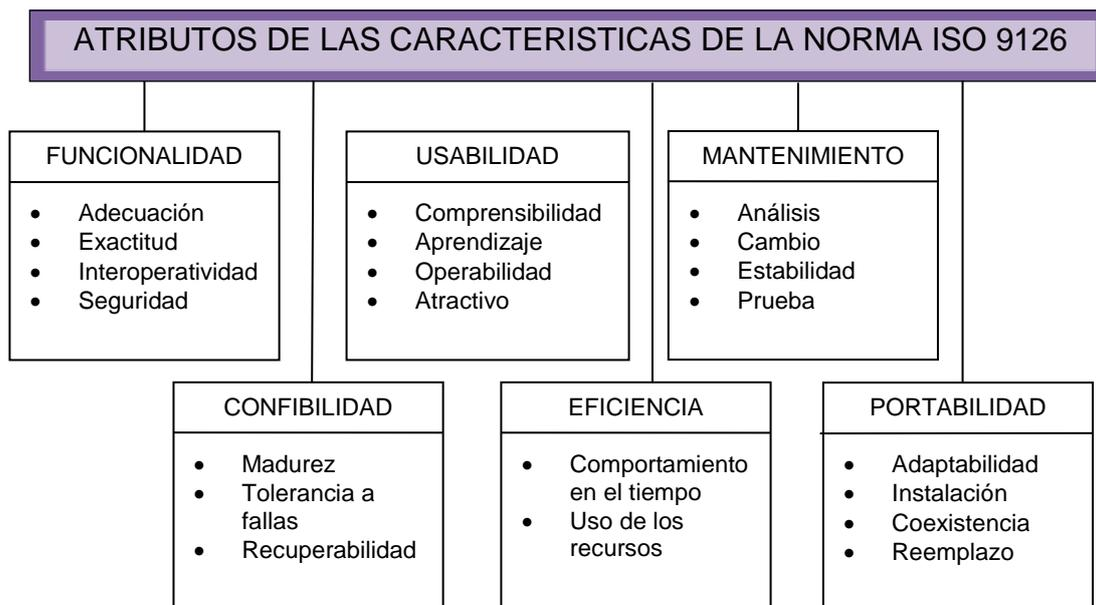 ATRIBUTOS DE LAS CARACTERISTICAS DE LA NORMA ISO 9126
FUNCIONALIDAD
• Adecuación
• Exactitud
• Interoperatividad
• Seguridad
USABILIDAD
• Comprensibilidad
• Aprendizaje
• Operabilidad
• Atractivo
MANTENIMIENTO
• Análisis
• Cambio
• Estabilidad
• Prueba
CONFIBILIDAD
• Madurez
• Tolerancia a
fallas
• Recuperabilidad
EFICIENCIA
• Comportamiento
en el tiempo
• Uso de los
recursos
PORTABILIDAD
• Adaptabilidad
• Instalación
• Coexistencia
• Reemplazo